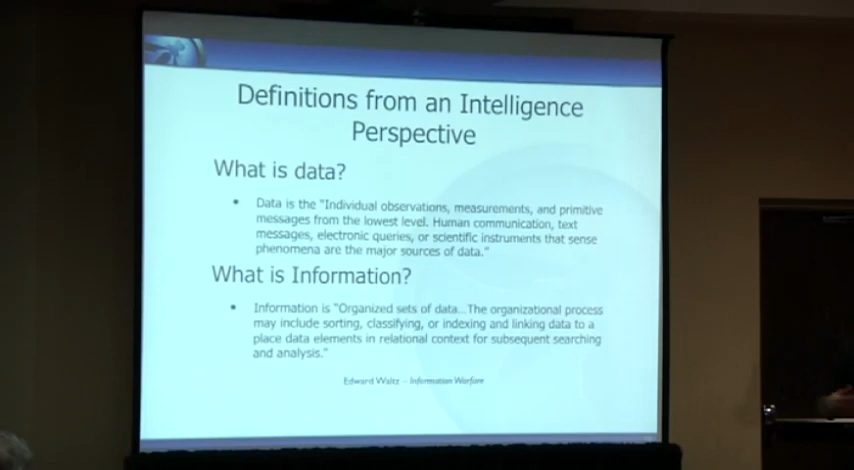 Definitions from an Intelligence
Perspective
What is data?
• Data is the "Individual observations, measurements, and primitive
messages from the lowest level. Human communication, text
messages, electronic queries, or scientific instruments that sense
phenomena are the major sources of data."
What is Information?
• Information is "Organized sets of data...The organizational process
may include sorting, classifying, or indexing and linking data to a
place data elements in relational context for subsequent searching
and analysis."
Edward Waltz - Information Warfare